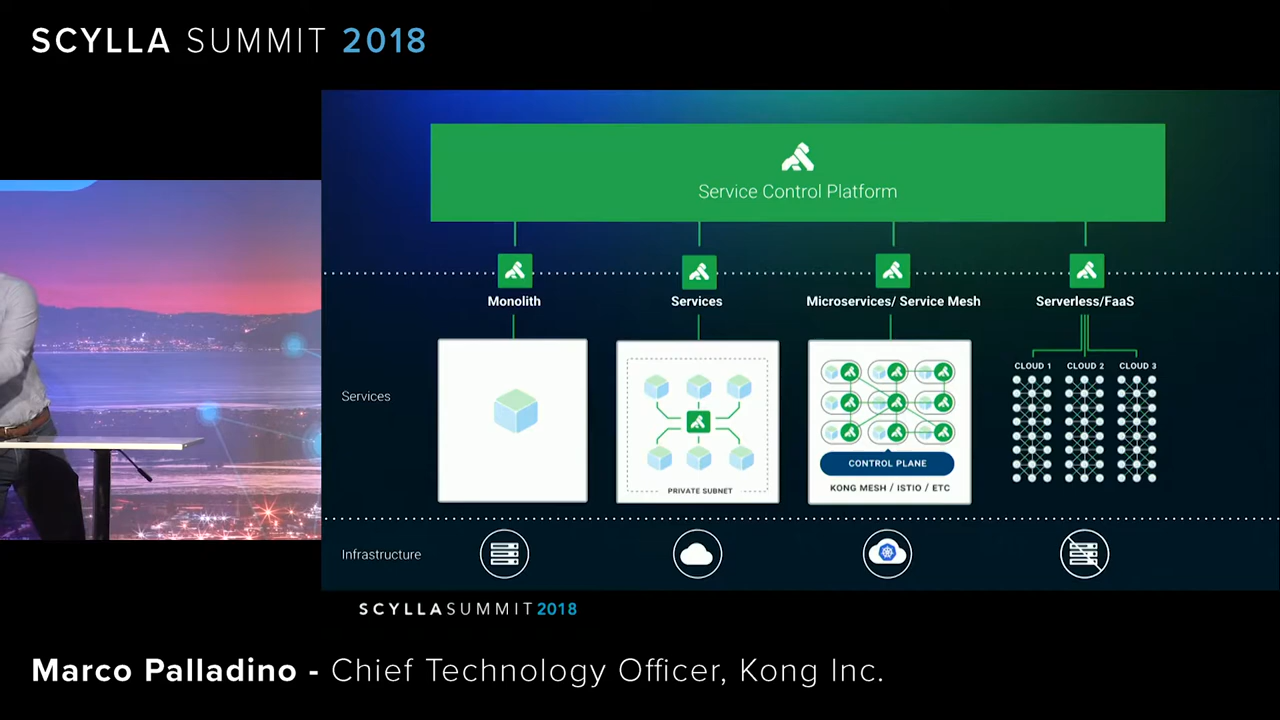 SCYLLA SUMMIT 2018
Service Control Platform
Monolith
Services
Microservices/ Service Mesh
Serverless/FaaS
CLOUD 1
CLOUD 2
CLOUD 3
Services
CONTROL PLANE
KONG MESH / ISTIO / ETC
PRIVATE SUBNET
Infrastructure
SCYLLASUMMIT2018
Marco Palladino - Chief Technology Officer, Kong Inc.